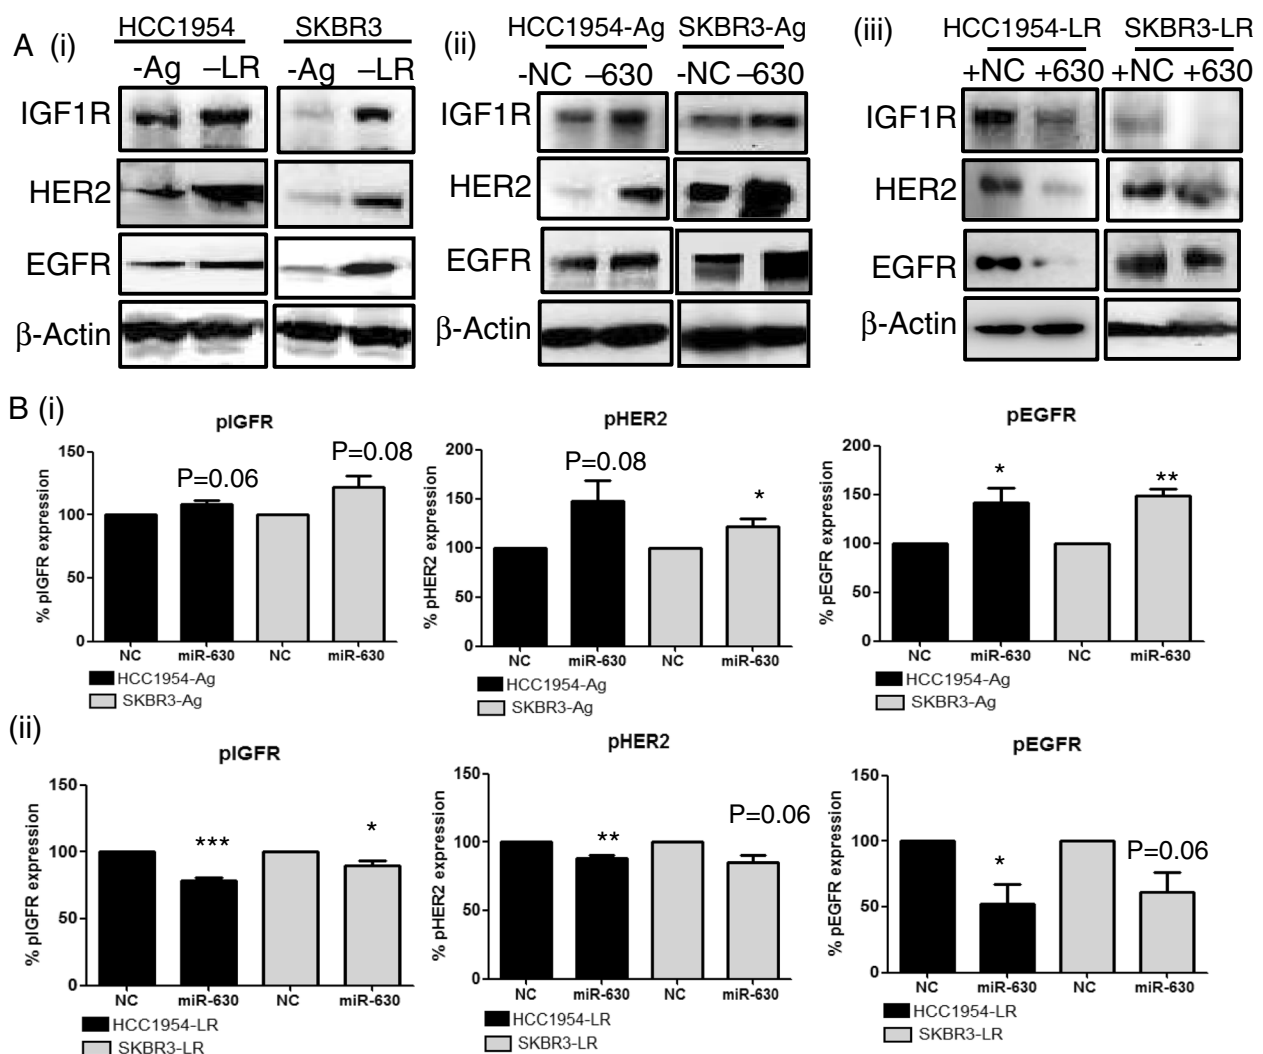 A (i) HCC1954 SKBR3 (ii) HCC1954-Ag SKBR3-Ag (iii) HCC1954-LR SKBR3-LR
-Ag –LR -Ag –LR -NC –630 -NC –630 +NC +630 +NC +630
IGF1R IGF1R IGF1R
HER2 HER2 HER2
EGFR EGFR EGFR
β-Actin β-Actin β-Actin
B (i)
pIGFR
% pIGFR expression
150
100
50
0
P=0.06
P=0.08
NC miR-630 NC miR-630
HCC1954-Ag
SKBR3-Ag
pHER2
% pHER2 expression
200
150
100
50
0
P=0.08
*
NC miR-630 NC miR-630
HCC1954-Ag
SKBR3-Ag
pEGFR
% pEGFR expression
200
150
100
50
0
*
**
NC miR-630 NC miR-630
HCC1954-Ag
SKBR3-Ag
(ii)
pIGFR
% pIGFR expression
150
100
50
0
***
*
NC miR-630 NC miR-630
HCC1954-LR
SKBR3-LR
pHER2
% pHER2 expression
150
100
50
0
**
P=0.06
NC miR-630 NC miR-630
HCC1954-LR
SKBR3-LR
pEGFR
% pEGFR expression
150
100
50
0
*
P=0.06
NC miR-630 NC miR-630
HCC1954-LR
SKBR3-LR